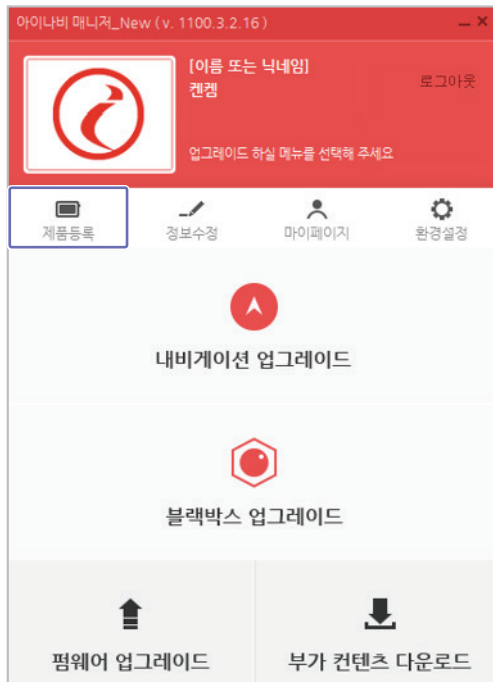 아이나비 매니저_New ( v. 1100.3.2.16 )
[이름 또는 닉네임]
켄켐
로그아웃
업그레이드 하실 메뉴를 선택해 주세요
제품등록
정보수정
마이페이지
환경설정
내비게이션 업그레이드
블랙박스 업그레이드
펌웨어 업그레이드
부가 컨텐츠 다운로드